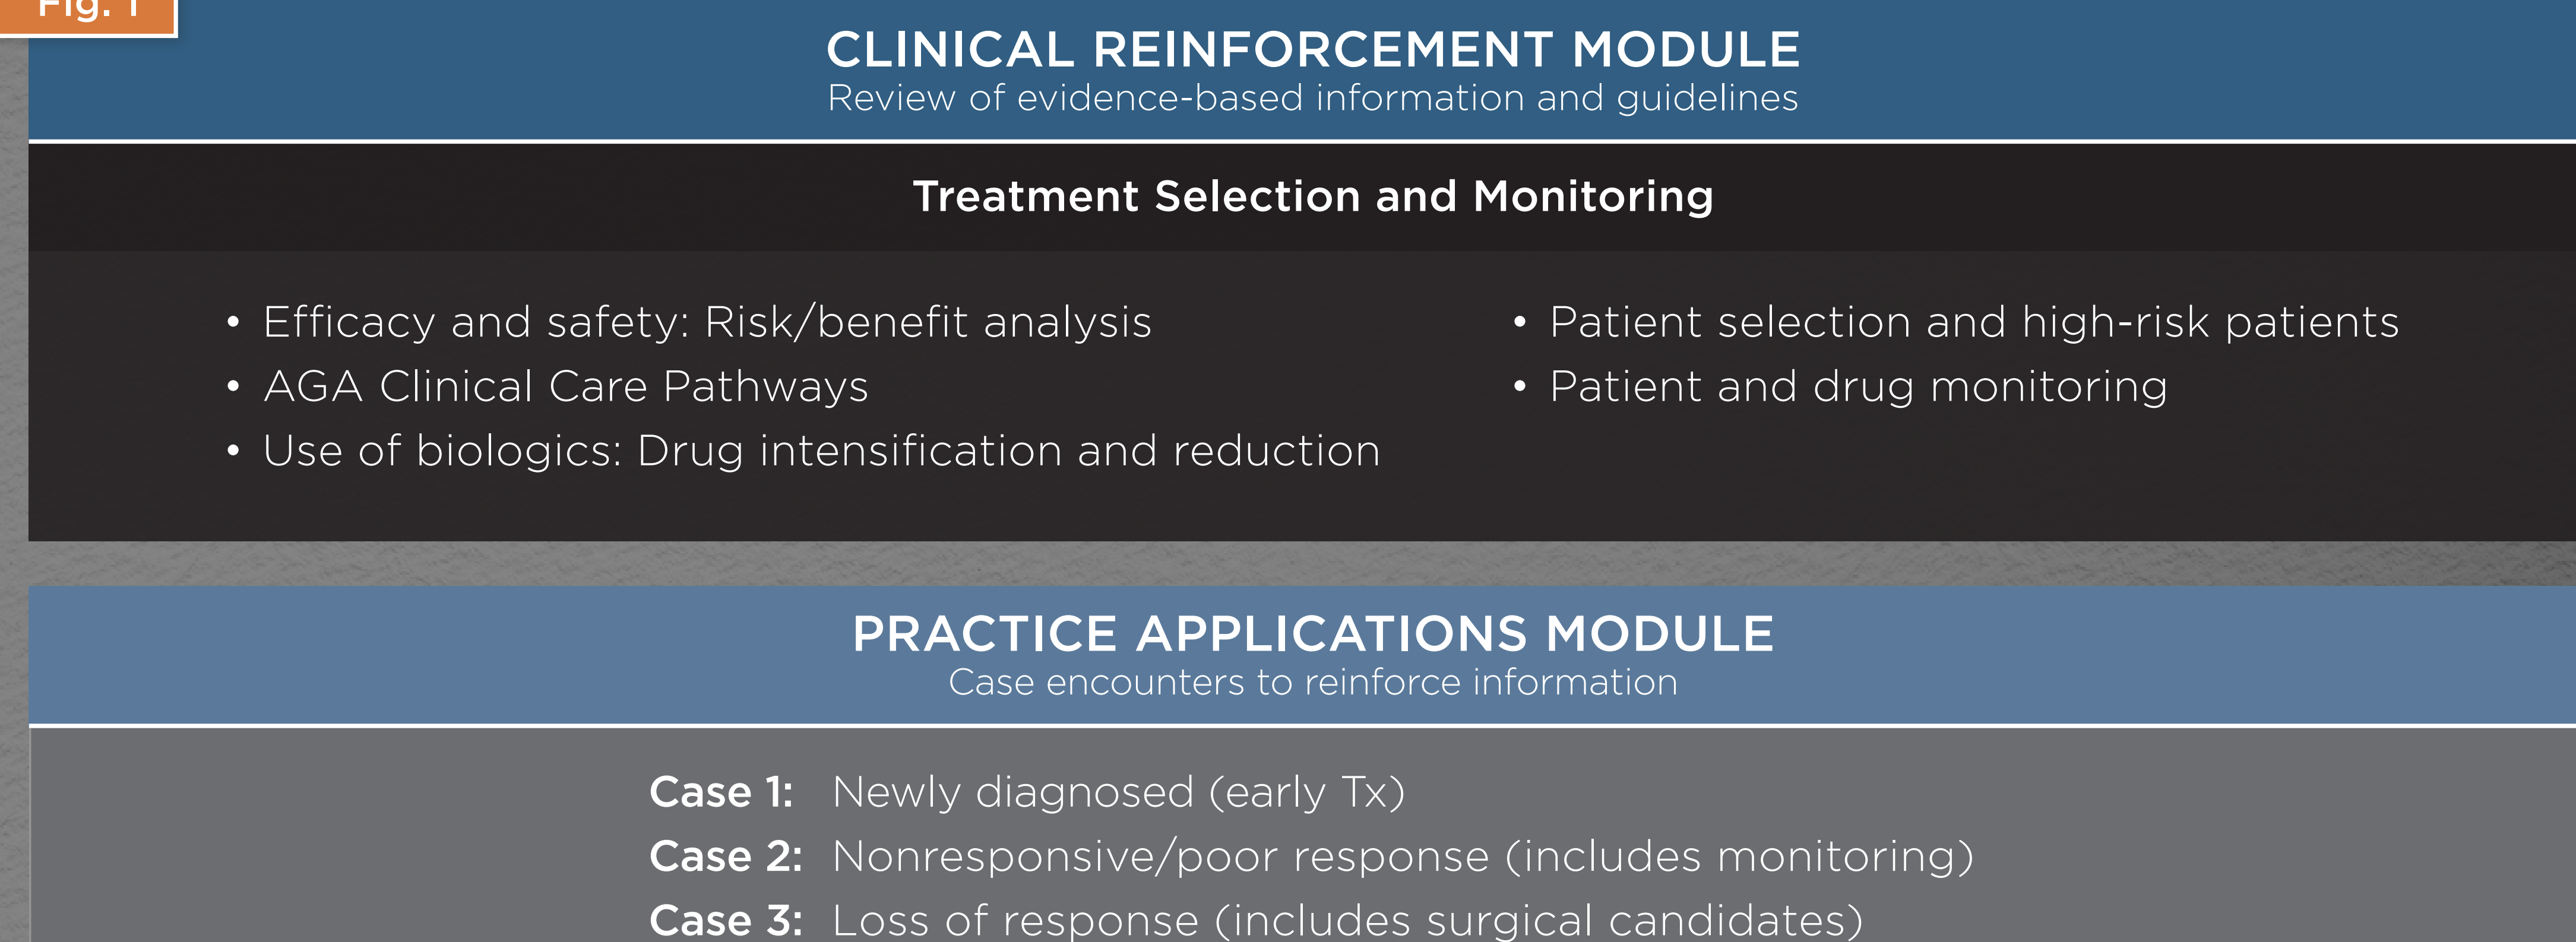 Fig. 1
CLINICAL REINFORCEMENT MODULE
Review of evidence-based information and guidelines
Treatment Selection and Monitoring
• Efficacy and safety: Risk/benefit analysis
• AGA Clinical Care Pathways
• Use of biologics: Drug intensification and reduction
• Patient selection and high-risk patients
• Patient and drug monitoring
PRACTICE APPLICATIONS MODULE
Case encounters to reinforce information
Case 1: Newly diagnosed (early Tx)
Case 2: Nonresponsive/poor response (includes monitoring)
Case 3: Loss of response (includes surgical candidates)